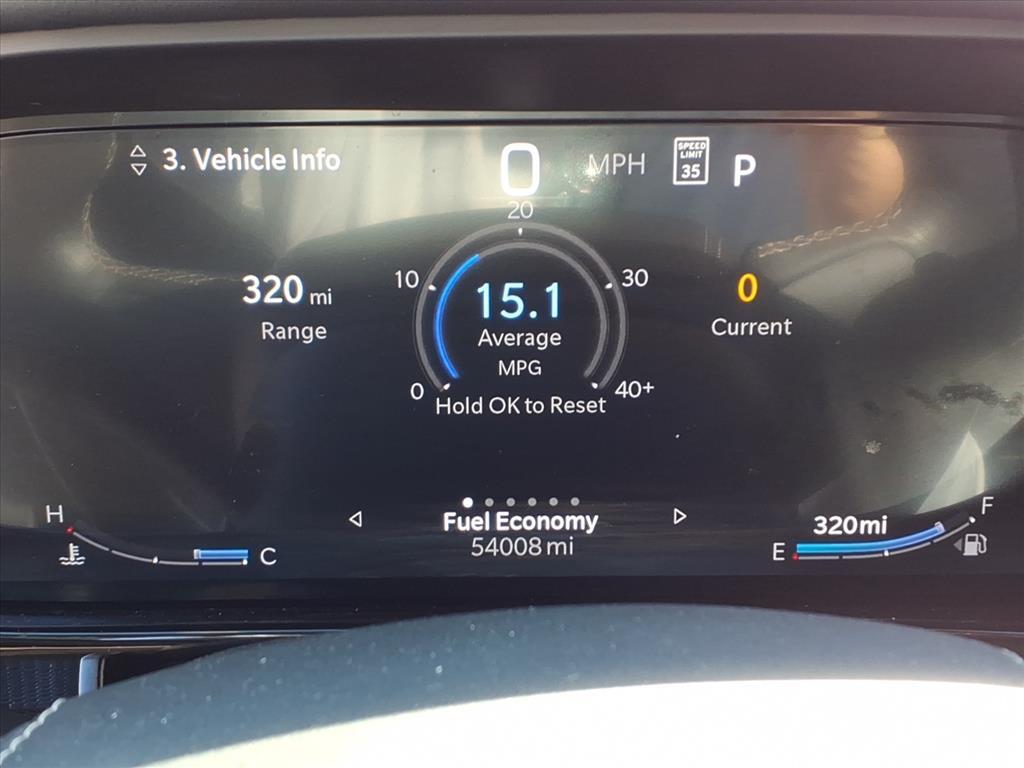 3. Vehicle Info
0 MPH
SPEED
LIMIT
35
P
20
10
30
320 mi
Range
15.1
Average
MPG
0
Current
0
40+
Hold OK to Reset
H
C
Fuel Economy
54008 mi
320mi
E
F